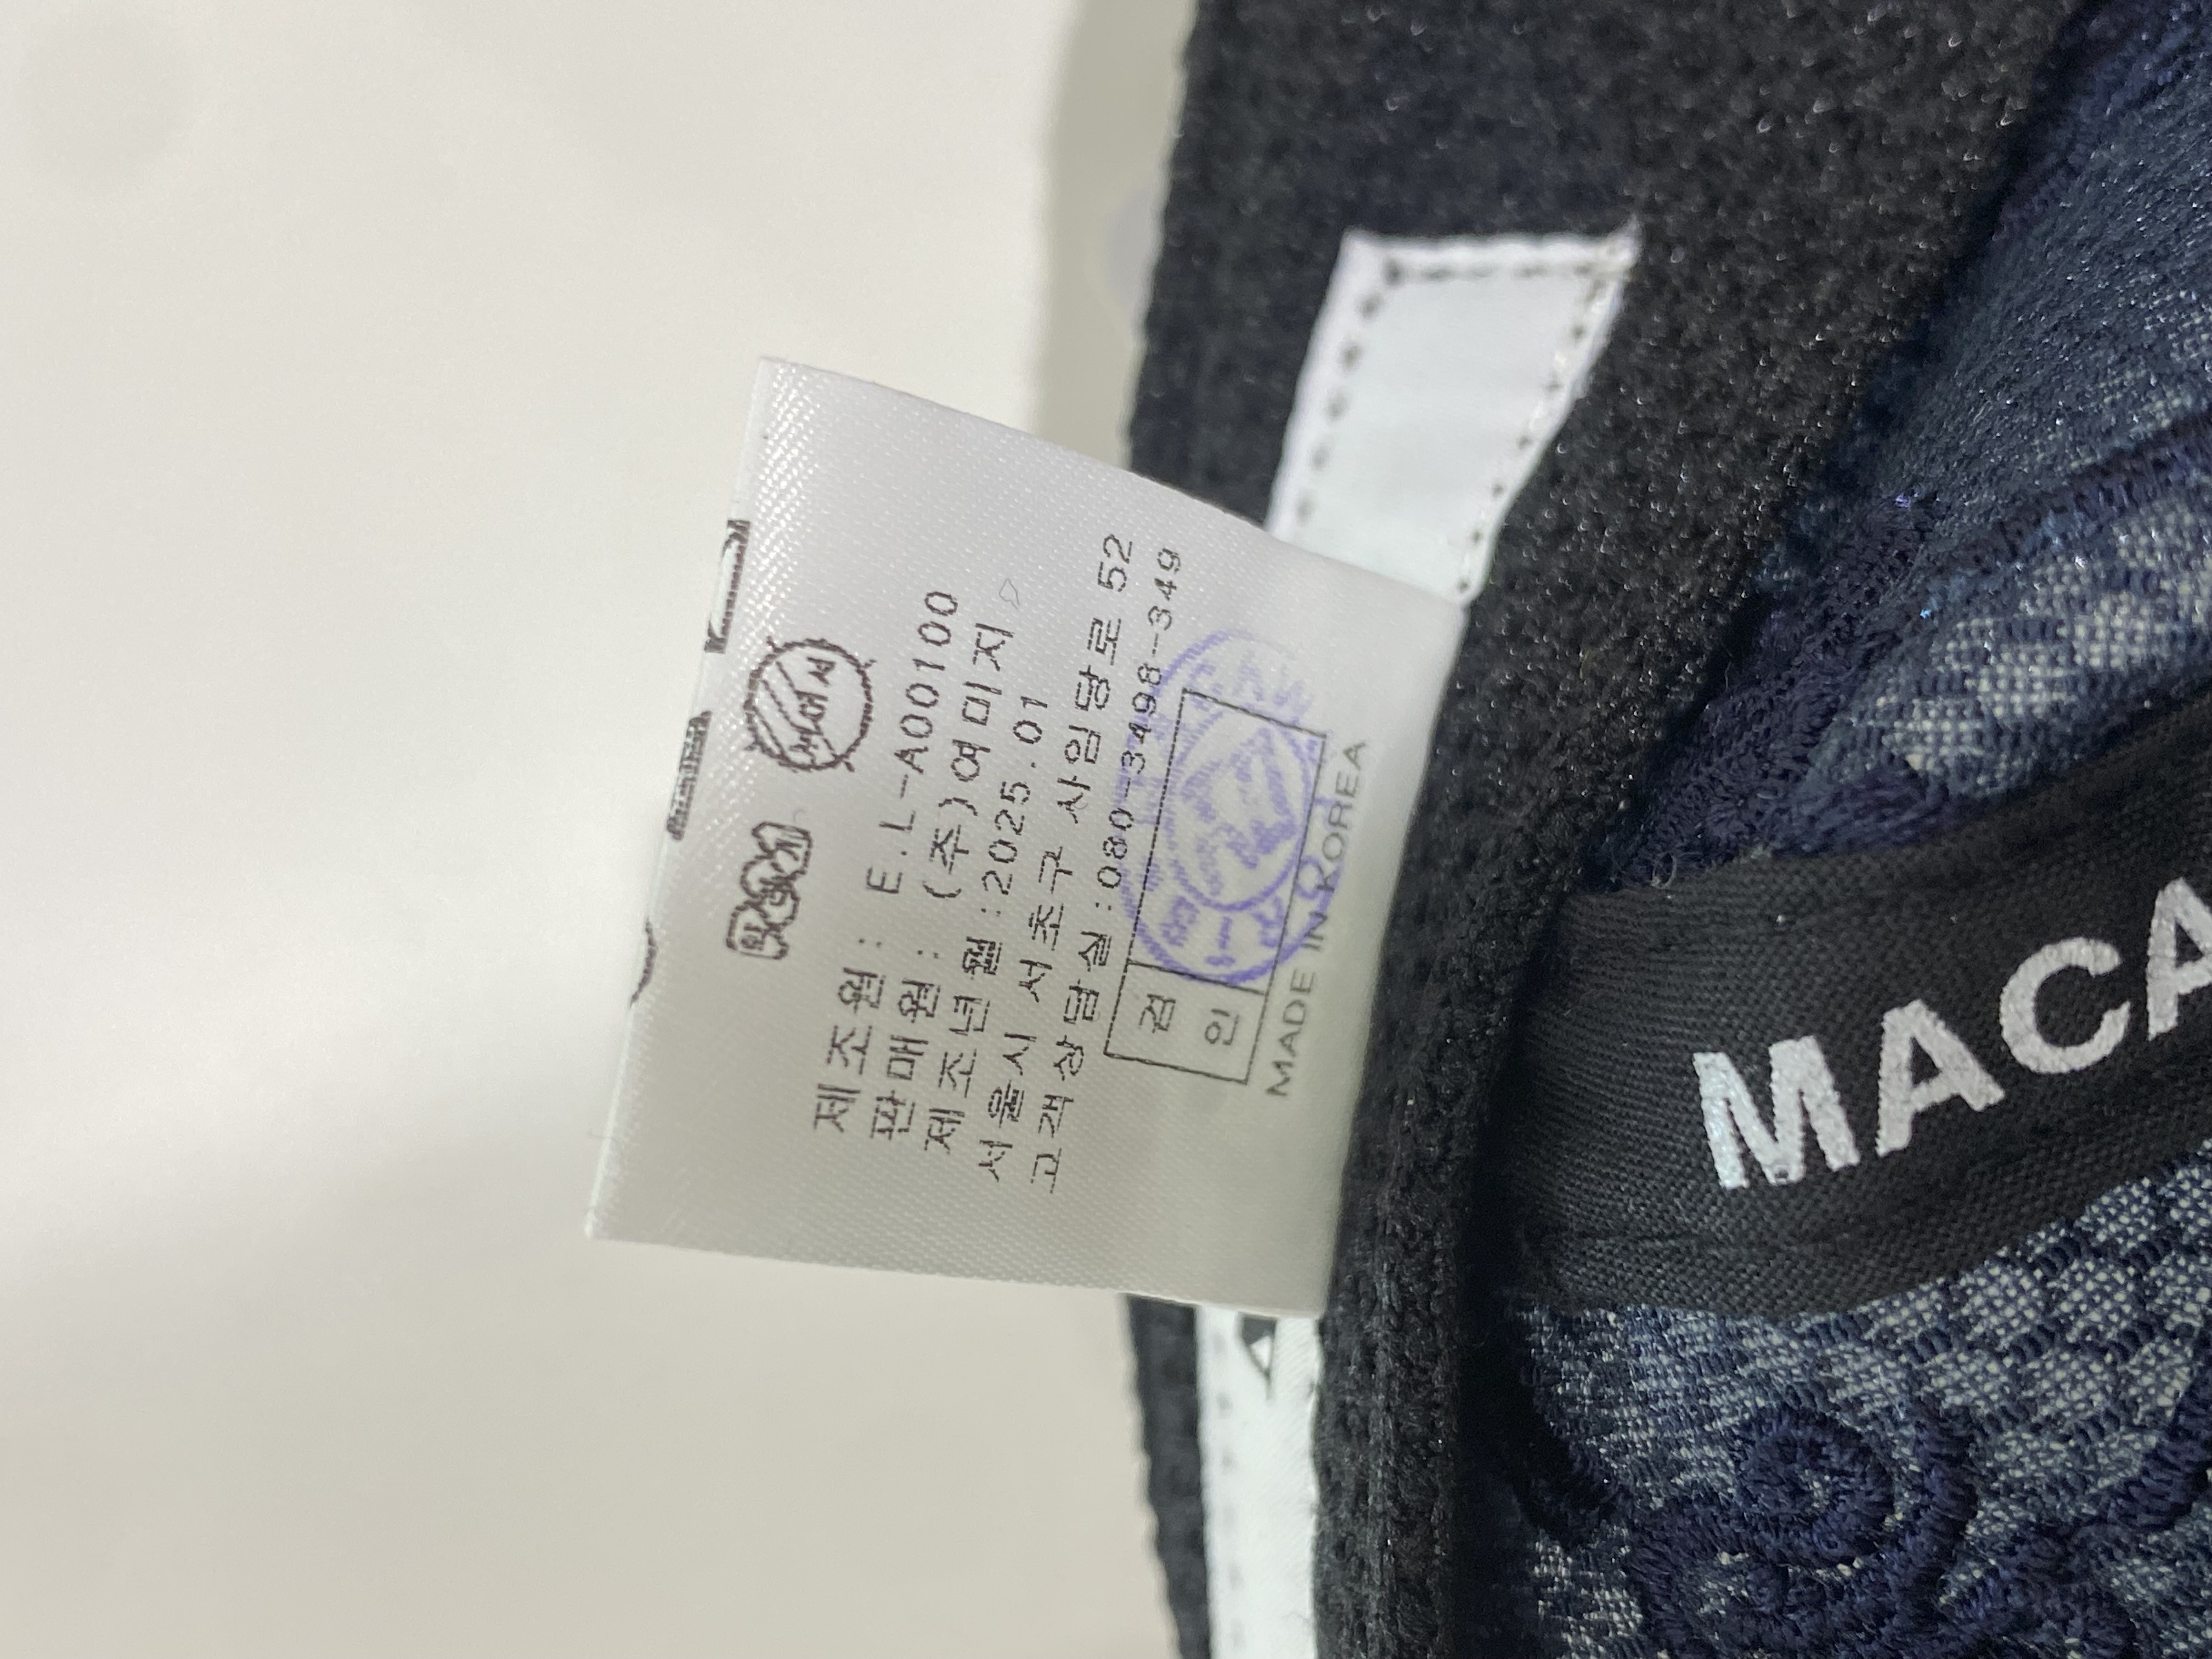 제조원 : E.L-A00100
판매원 : (주)여미지
제조년월 : 2025.01
서울시 서초구 사임당로 52
고객상담실 : 080-3498-349
검
인
MADE IN KOREA
MACA